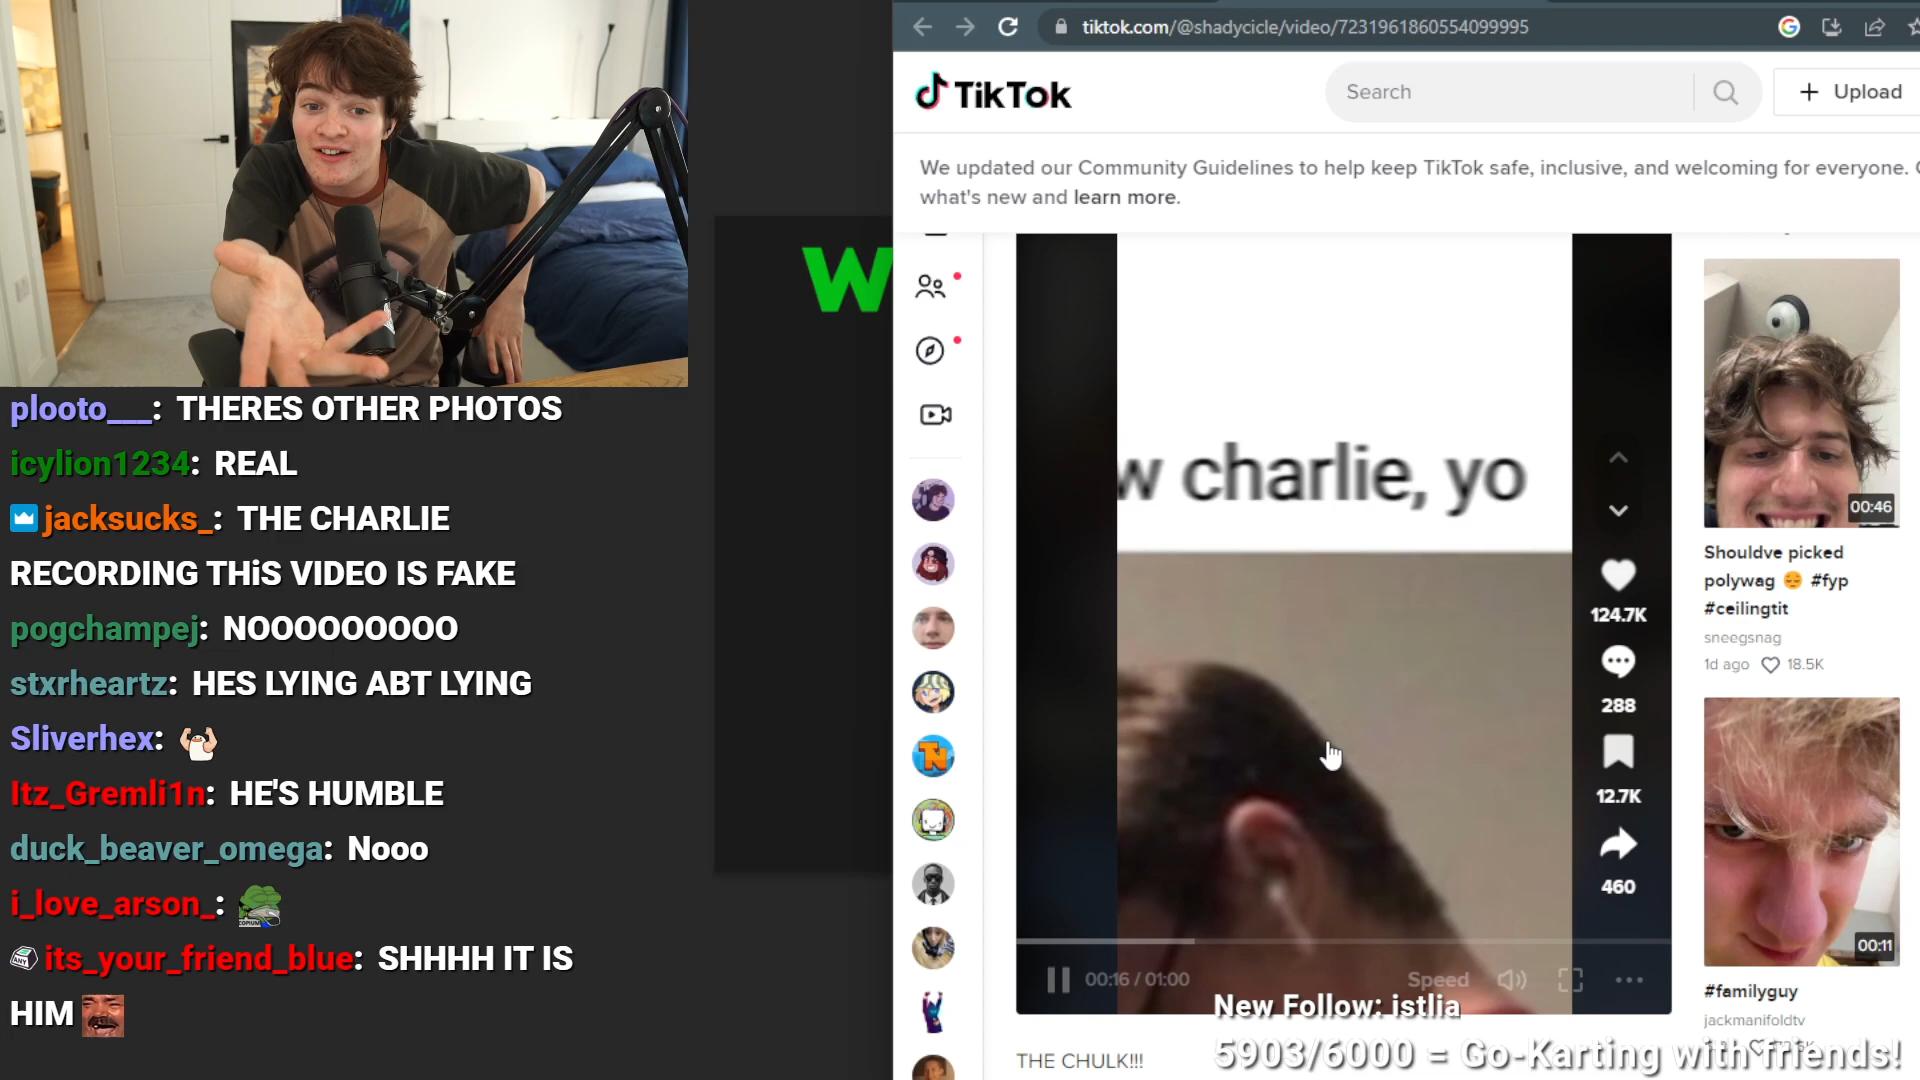 plooto___: THERES OTHER PHOTOS
icylion1234: REAL
jacksucks_: THE CHARLIE
RECORDING THiS VIDEO IS FAKE
pogchampej: NOOOOOOOOO
stxrheartz: HES LYING ABT LYING
Sliverhex:
Itz_Gremli1n: HE'S HUMBLE
duck_beaver_omega: Nooo
i_love_arson_:
COPIUM
ANY its_your_friend_blue: SHHHH IT IS
HIM
W
tiktok.com/@shadycicle/video/7231961860554099995
TikTok
Search
Upload
We updated our Community Guidelines to help keep TikTok safe, inclusive, and welcoming for everyone.
what's new and learn more.
w charlie, yo
124.7K
288
12.7K
460
00:16 / 01:00
Speed
THE CHULK!!!
00:46
Shouldve picked
polywag 😔 #fyp
#ceilingtit
sneegsnag
1d ago 18.5K
00:11
#familyguy
jackmanifoldtv
New Follow: istlia
5903/6000 = Go-Karting with friends!